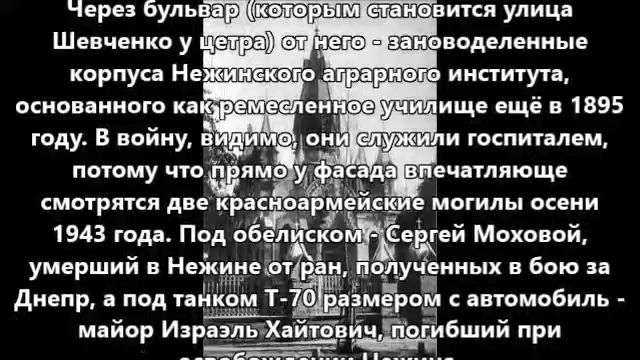 Через бульвар (которым становится улица
Шевченко у цетра) от него - зановоделенные
корпуса Нежинского аграрного института,
основанного как ремесленное училище ещё в 1895
году. В войну, видимо, они служили госпиталем,
потому что прямо у фасада впечатляюще
смотрятся две красноармейские могилы осени
1943 года. Под обелиском - Сергей Моховой,
умерший в Нежине от ран, полученных в бою за
Днепр, а под танком Т-70 размером с автомобиль -
майор Израэль Хайтович, погибший при
освобождении Нежина